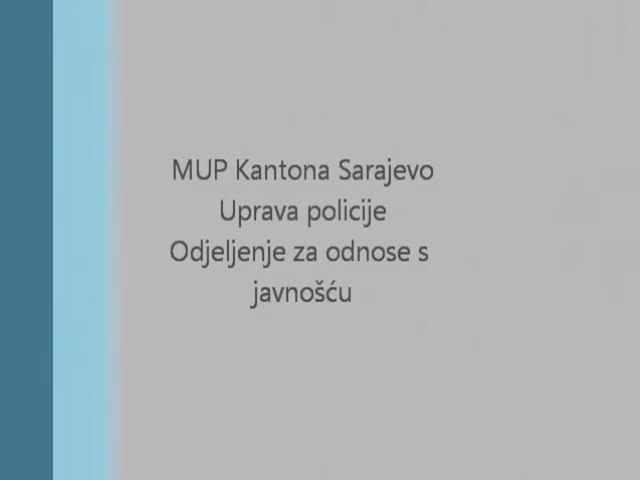 MUP Kantona Sarajevo
Uprava policije
Odjeljenje za odnose s
javnošću